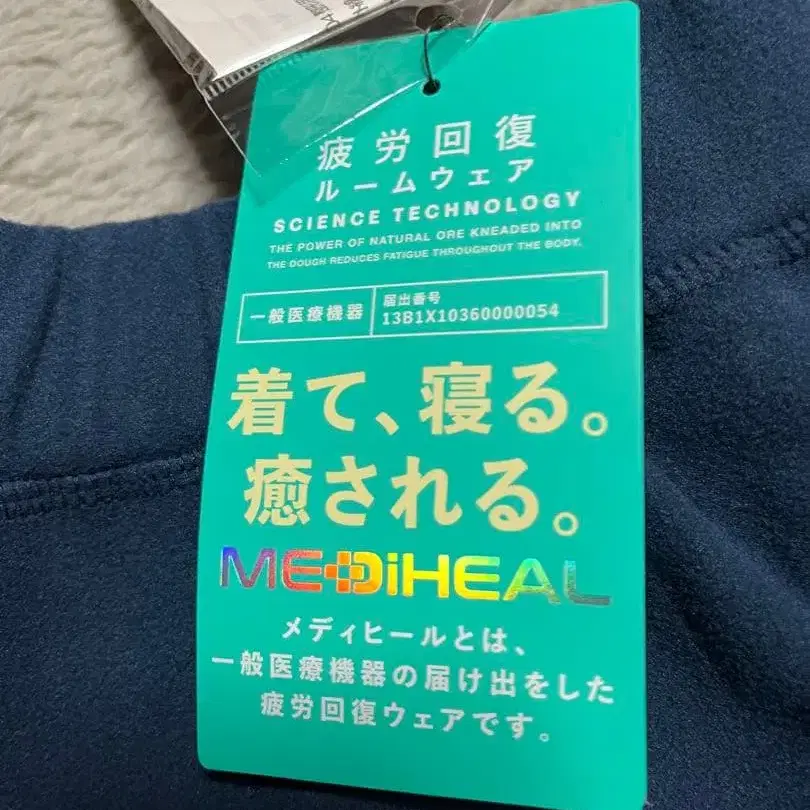 疲労回復
ルームウェア
SCIENCE TECHNOLOGY
THE POWER OF NATURAL ORE KNEADED INTO
THE DOUGH REDUCES FATIGUE THROUGHOUT THE BODY.
一般医療機器
届出番号
13B1X10360000054
着て、寝る。
癒される。
MEDiHEAL
メディヒールとは、
一般医療機器の届け出をした
疲労回復ウェアです。